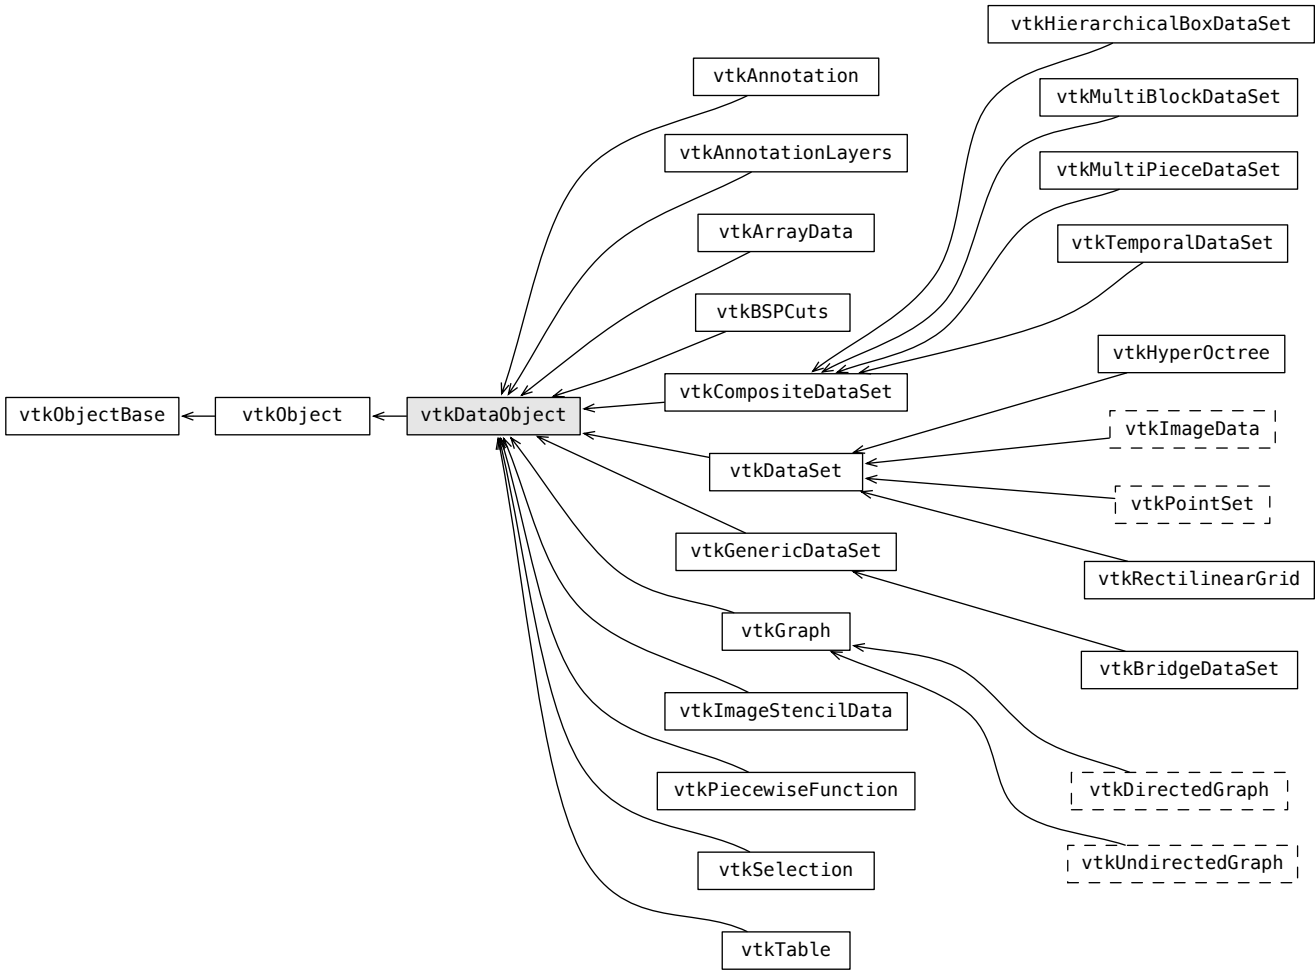 vtkHierarchicalBoxDataSet
vtkAnnotation
vtkMultiBlockDataSet
vtkAnnotationLayers
vtkMultiPieceDataSet
vtkArrayData
vtkTemporalDataSet
vtkBSPCuts
vtkHyperOctree
vtkCompositeDataSet
vtkObjectBase
vtkObject
vtkDataObject
vtkImageData
vtkDataSet
vtkPointSet
vtkGenericDataSet
vtkRectilinearGrid
vtkGraph
vtkBridgeDataSet
vtkImageStencilData
vtkPiecewiseFunction
vtkDirectedGraph
vtkSelection
vtkUndirectedGraph
vtkTable